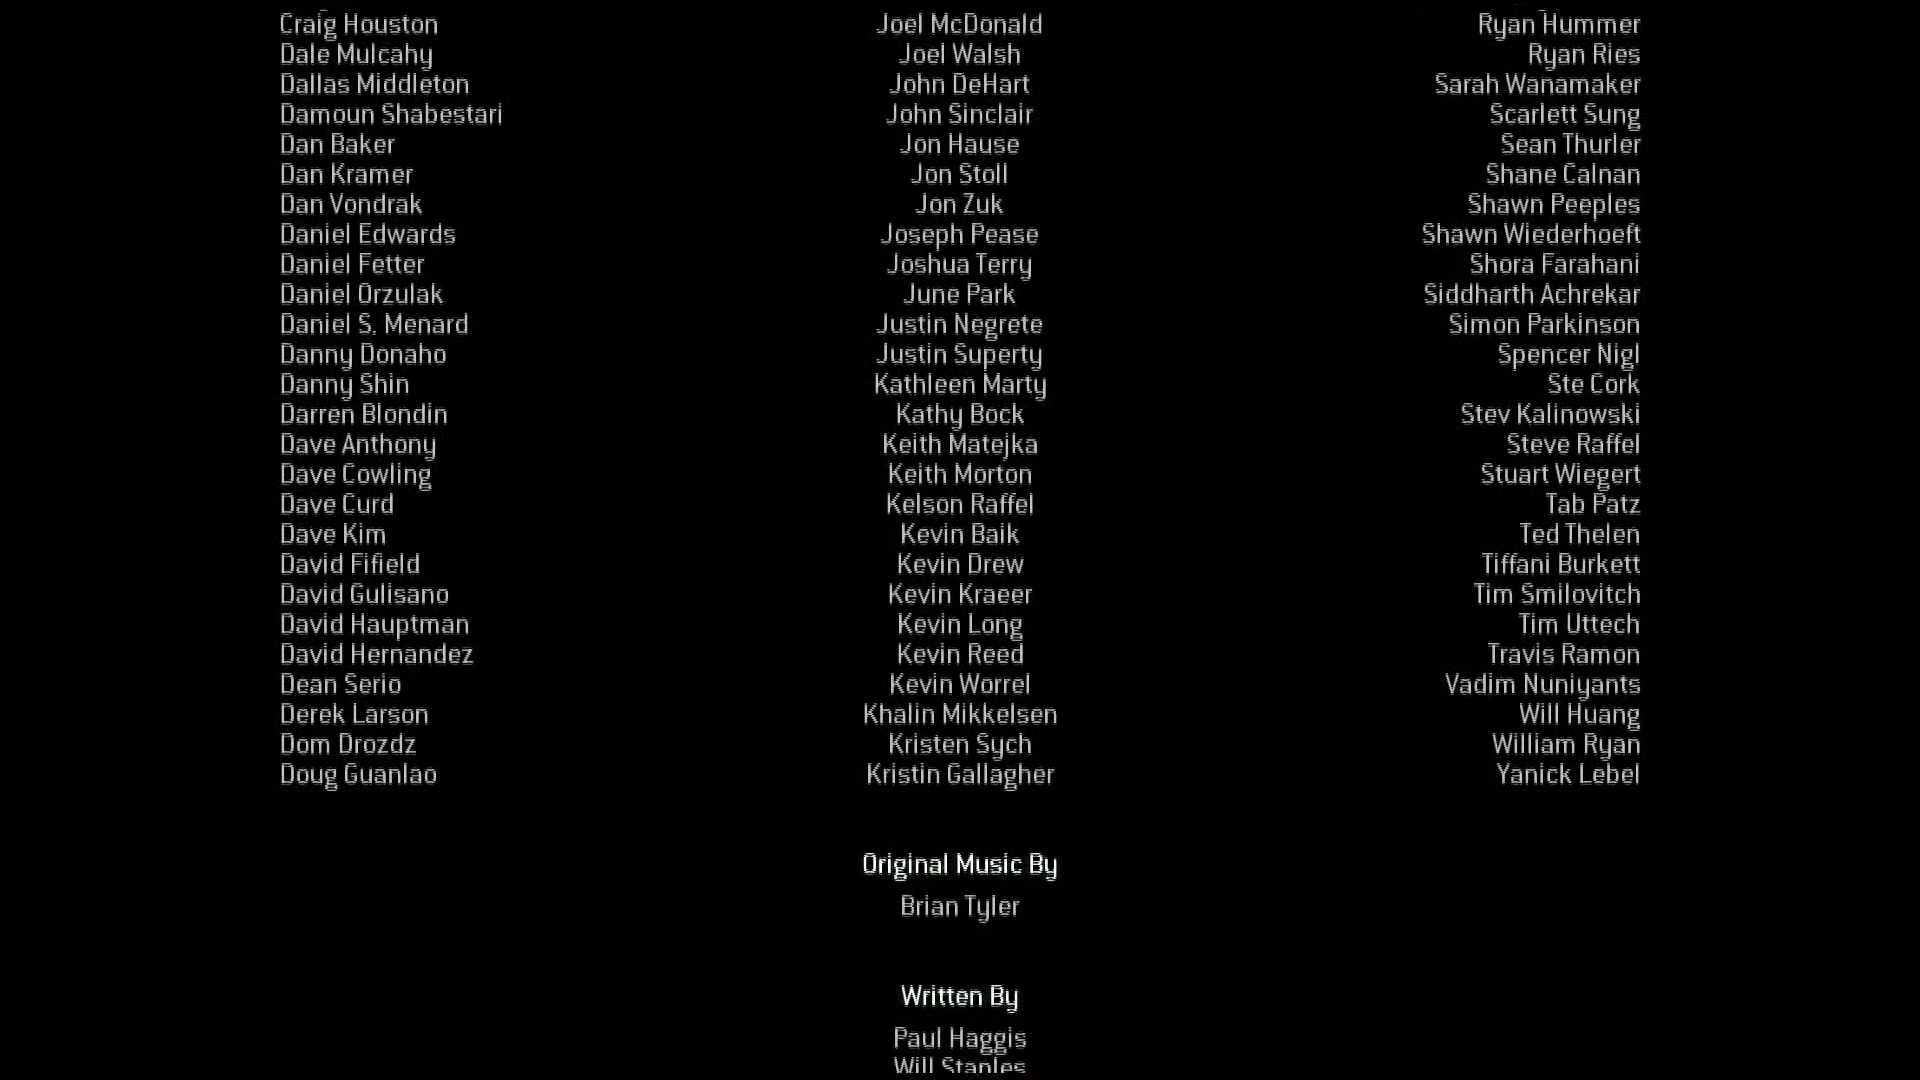 Craig Houston
Dale Mulcahy
Dallas Middleton
Damoun Shabestari
Dan Baker
Dan Kramer
Dan Vondrak
Daniel Edwards
Daniel Fetter
Daniel Orzulak
Daniel S. Menard
Danny Donaho
Danny Shin
Darren Blondin
Dave Anthony
Dave Cowling
Dave Curd
Dave Kim
David Fifield
David Gulisano
David Hauptman
David Hernandez
Dean Serio
Derek Larson
Dom Drozdz
Doug Guanlao
Joel McDonald
Joel Walsh
John DeHart
John Sinclair
Jon Hause
Jon Stoll
Jon Zuk
Joseph Pease
Joshua Terry
June Park
Justin Negrete
Justin Superty
Kathleen Marty
Kathy Bock
Keith Matejka
Keith Morton
Kelson Raffel
Kevin Baik
Kevin Drew
Kevin Kraeer
Kevin Long
Kevin Reed
Kevin Worrel
Khalin Mikkelsen
Kristen Sych
Kristin Gallagher
Ryan Hummer
Ryan Ries
Sarah Wanamaker
Scarlett Sung
Sean Thurler
Shane Calnan
Shawn Peeples
Shawn Wiederhoeft
Shora Farahani
Siddharth Achrekar
Simon Parkinson
Spencer Nigl
Ste Cork
Stev Kalinowski
Steve Raffel
Stuart Wiegert
Tab Patz
Ted Thelen
Tiffani Burkett
Tim Smilovitch
Tim Uttech
Travis Ramon
Vadim Nuniyants
Will Huang
William Ryan
Yanick Lebel
Original Music By
Brian Tyler
Written By
Paul Haggis
Will Staples